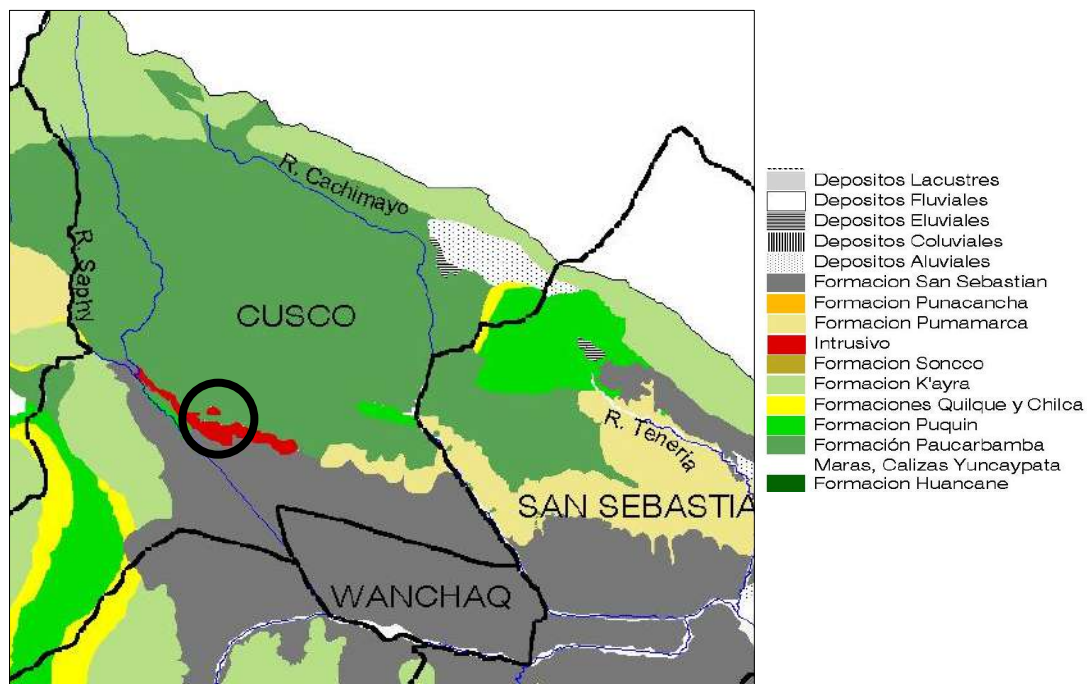 R. Cachimayo
R. Saphi
CUSCO
R. Teneria
SAN SEBASTIA
WANCHAQ
Depositos Lacustres
Depositos Fluviales
Depositos Eluviales
Depositos Coluviales
Depositos Aluviales
Formacion San Sebastian
Formacion Punacancha
Formacion Pumamarca
Intrusivo
Formacion Soncco
Formacion K'ayra
Formaciones Quilque y Chilca
Formacion Puquin
Formación Paucarbamba
Maras, Calizas Yuncaypata
Formacion Huancane